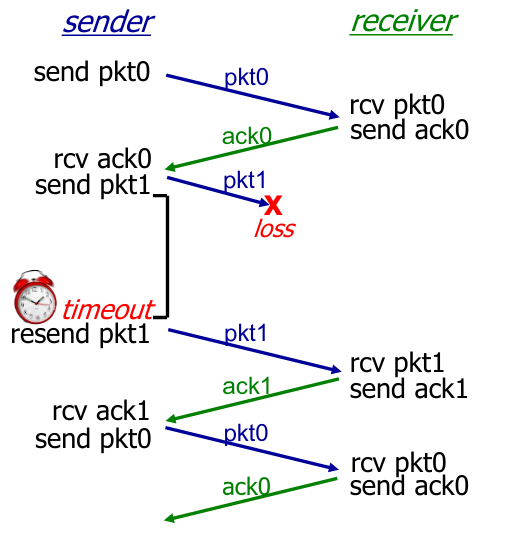 sender
receiver
send pkt0
pkt0
rcv pkt0
send ack0
ack0
rcv ack0
send pkt1
pkt1
X
loss
timeout
resend pkt1
pkt1
rcv pkt1
send ack1
ack1
rcv ack1
send pkt0
pkt0
rcv pkt0
send ack0
ack0